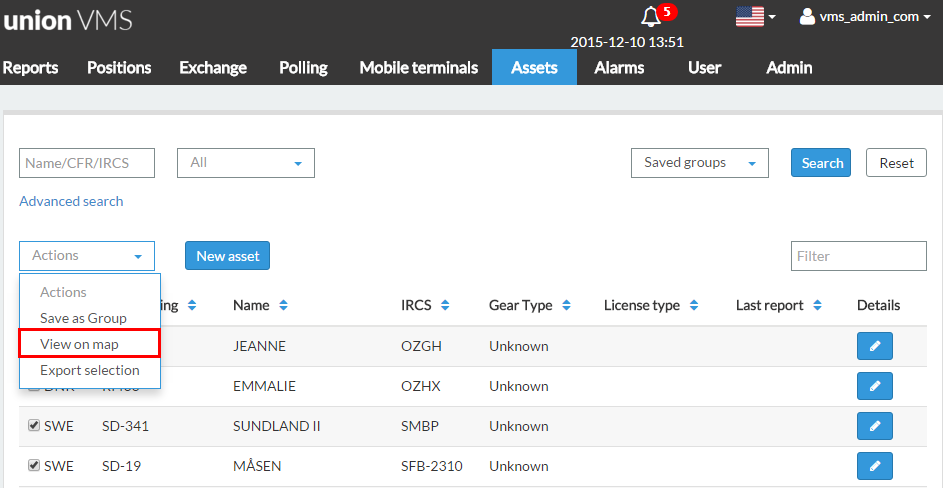 union VMS
5
vms_admin_com
2015-12-10 13:51
Reports Positions Exchange Polling Mobile terminals Assets Alarms User Admin
Name/CFR/IRCS All Saved groups Search Reset
Advanced search
Actions New asset Filter
Actions
Save as Group
View on map
Export selection
ing Name IRCS Gear Type License type Last report Details
JEANNE OZGH Unknown
EMMALIE OZHX Unknown
SWE SD-341 SUNDLAND II SMBP Unknown
SWE SD-19 MÅSEN SFB-2310 Unknown